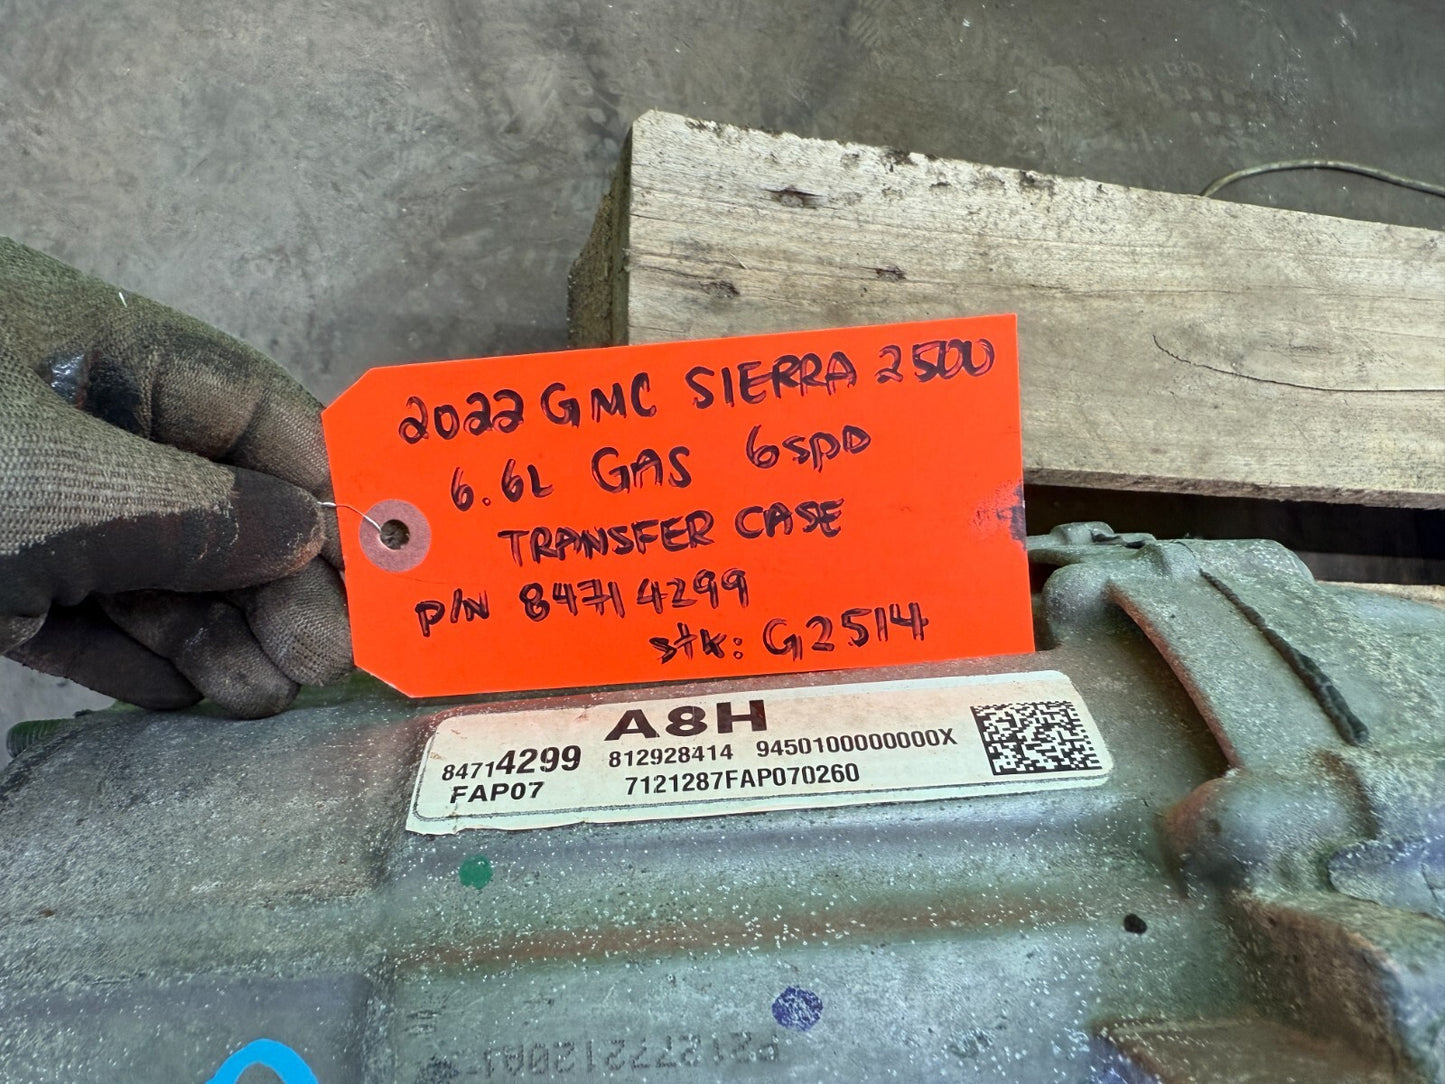 2022 GMC SIERRA 2500
6.6L GAS 6SPD
TRANSFER CASE
P/N 84714299
stk: G2514
A8H
84714299 812928414 9450100000000X
FAP07 7121287FAP070260